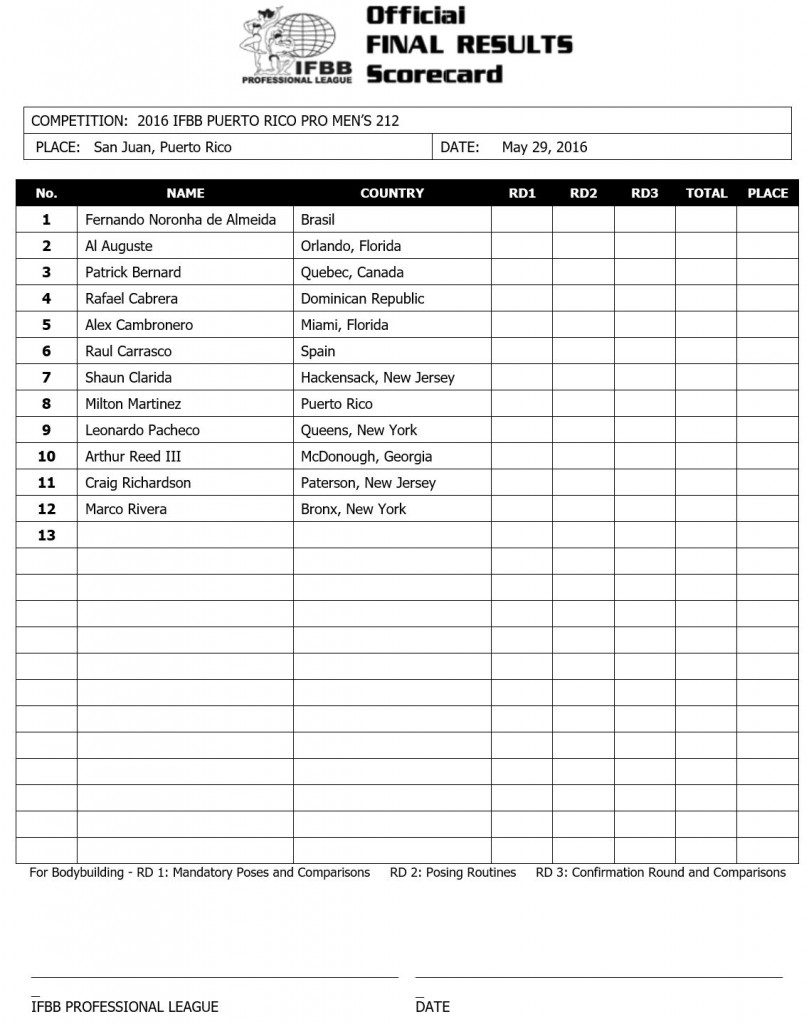 Official
FINAL RESULTS
Scorecard
IFBB
PROFESSIONAL LEAGUE
COMPETITION: 2016 IFBB PUERTO RICO PRO MEN’S 212
PLACE: San Juan, Puerto Rico DATE: May 29, 2016
No. NAME COUNTRY RD1 RD2 RD3 TOTAL PLACE
1 Fernando Noronha de Almeida Brasil
2 Al Auguste Orlando, Florida
3 Patrick Bernard Quebec, Canada
4 Rafael Cabrera Dominican Republic
5 Alex Cambronero Miami, Florida
6 Raul Carrasco Spain
7 Shaun Clarida Hackensack, New Jersey
8 Milton Martinez Puerto Rico
9 Leonardo Pacheco Queens, New York
10 Arthur Reed III McDonough, Georgia
11 Craig Richardson Paterson, New Jersey
12 Marco Rivera Bronx, New York
13
For Bodybuilding - RD 1: Mandatory Poses and Comparisons RD 2: Posing Routines RD 3: Confirmation Round and Comparisons
IFBB PROFESSIONAL LEAGUE DATE